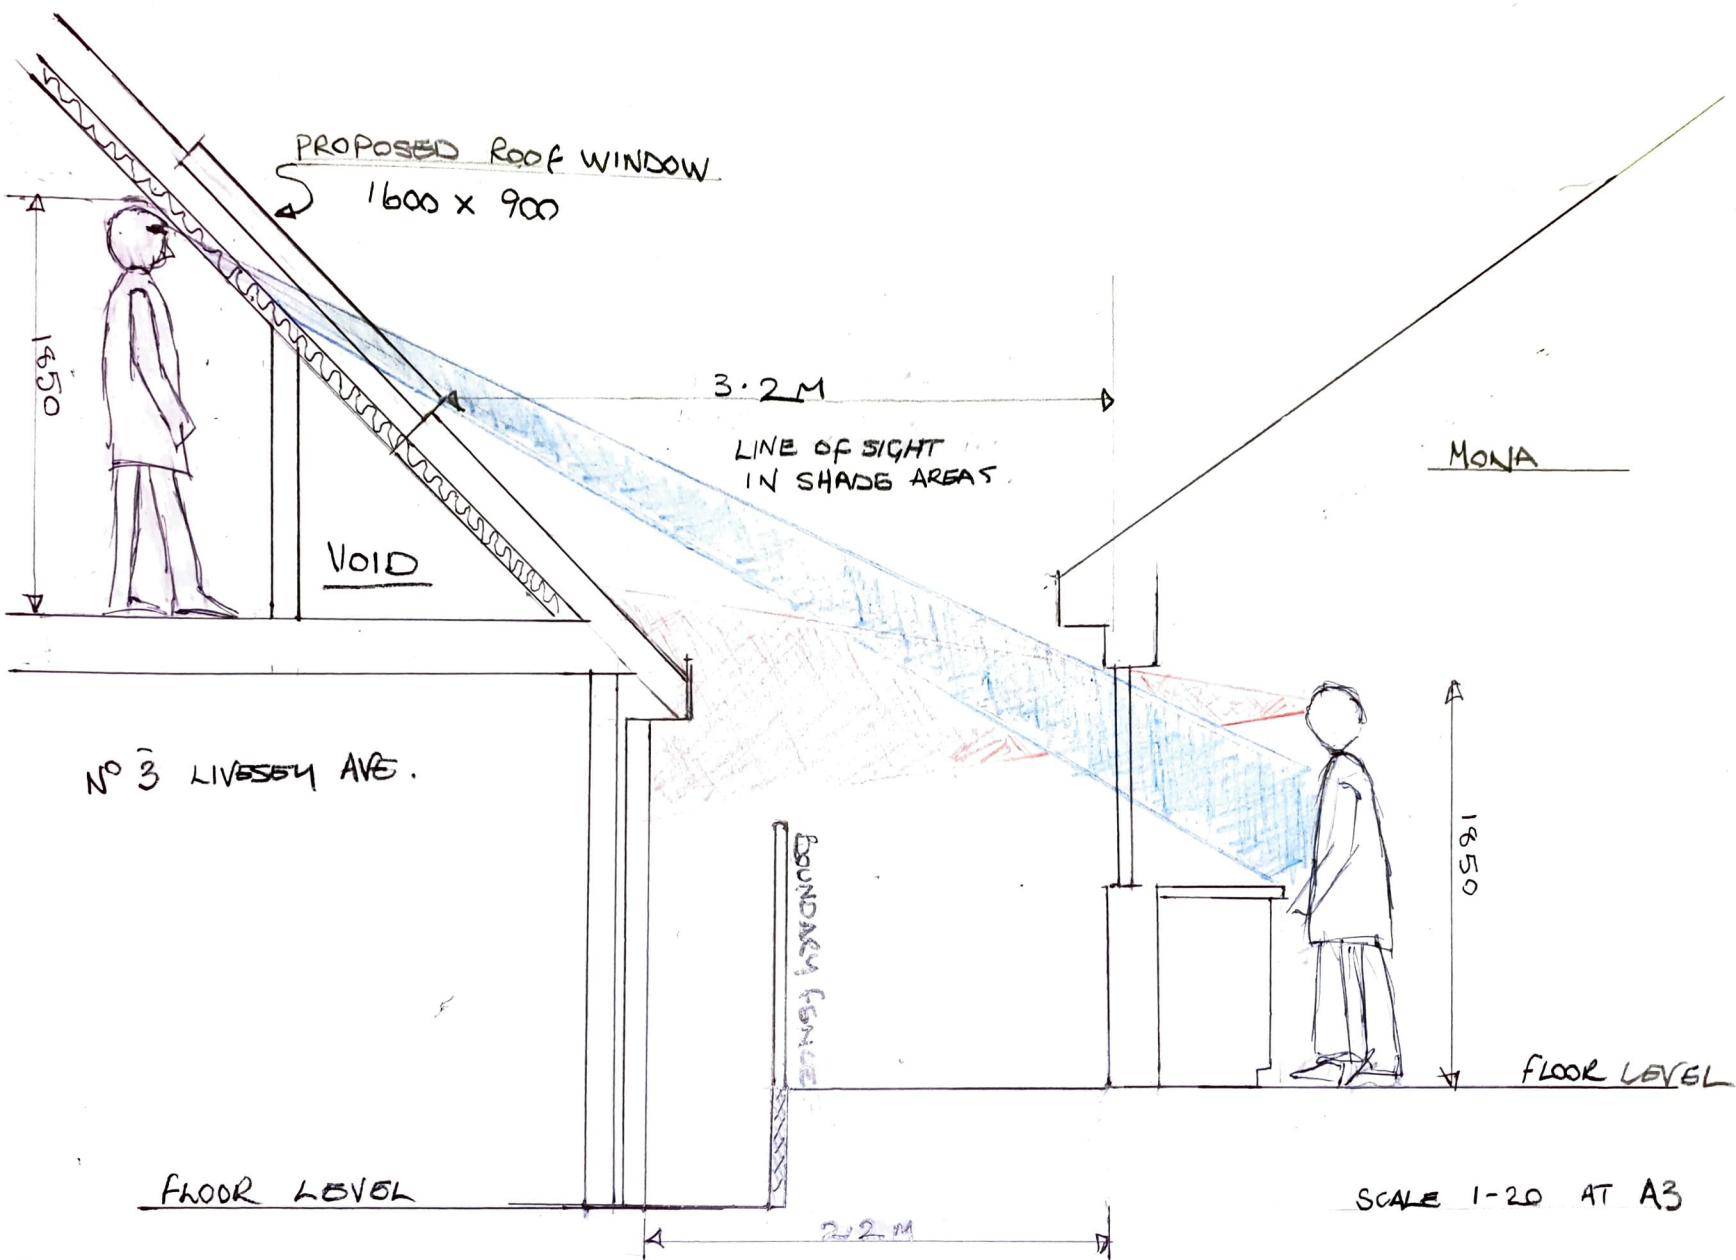 PROPOSED ROOF WINDOW
1600 x 900
1850
3.2M
LINE OF SIGHT
IN SHADE AREAS.
MONA
VOID
Nº 3 LIVESEY AVE.
BOUNDARY FENCE
1850
FLOOR LEVEL
FLOOR LEVEL
SCALE 1-20 AT A3
2.2M